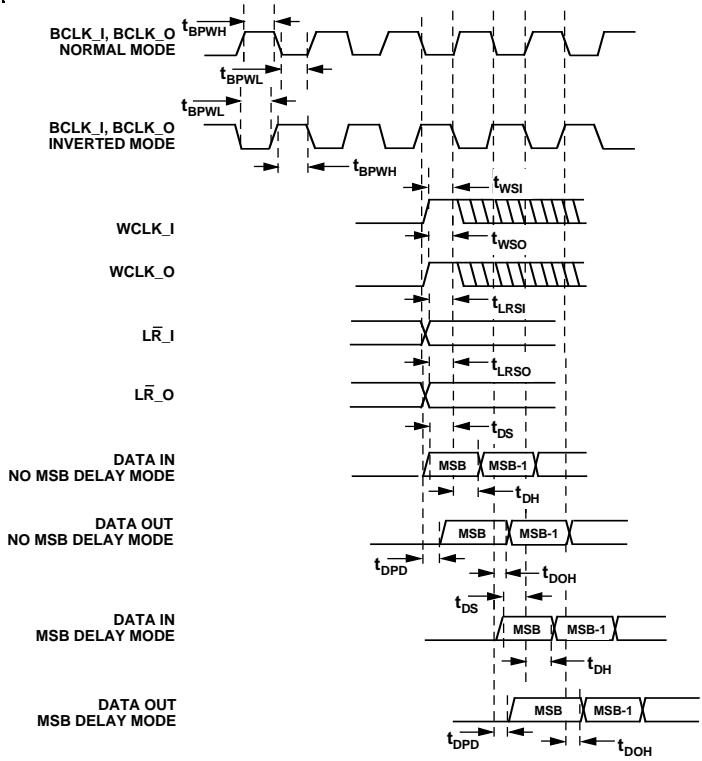 tBPWH
BCLK_I, BCLK_O
NORMAL MODE
tBPWL
tBPWL
BCLK_I, BCLK_O
INVERTED MODE
tBPWH
tWSI
WCLK_I
tWSO
WCLK_O
tLRSI
LR̅_I
tLRSO
LR̅_O
tDS
DATA IN
NO MSB DELAY MODE
MSB MSB-1
tDH
DATA OUT
NO MSB DELAY MODE
MSB MSB-1
tDPD
tDOH
tDS
DATA IN
MSB DELAY MODE
MSB MSB-1
tDH
DATA OUT
MSB DELAY MODE
MSB MSB-1
tDPD
tDOH